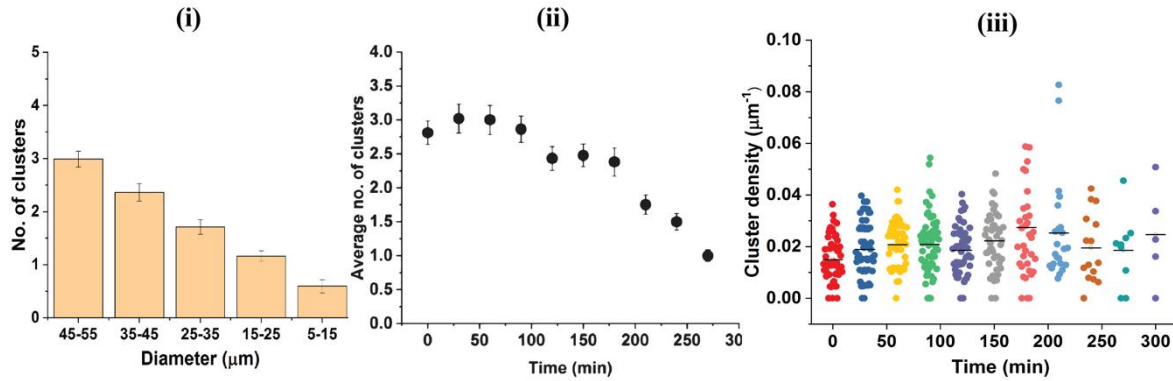 (i)
No. of clusters
5
4
3
2
1
0
45-55 35-45 25-35 15-25 5-15
Diameter (μm)
(ii)
Average no. of clusters
4.0
3.5
3.0
2.5
2.0
1.5
1.0
0.5
0.0
0 50 100 150 200 250 30
Time (min)
(iii)
Cluster density (μm⁻¹)
0.10
0.08
0.06
0.04
0.02
0.00
0 50 100 150 200 250 300
Time (min)